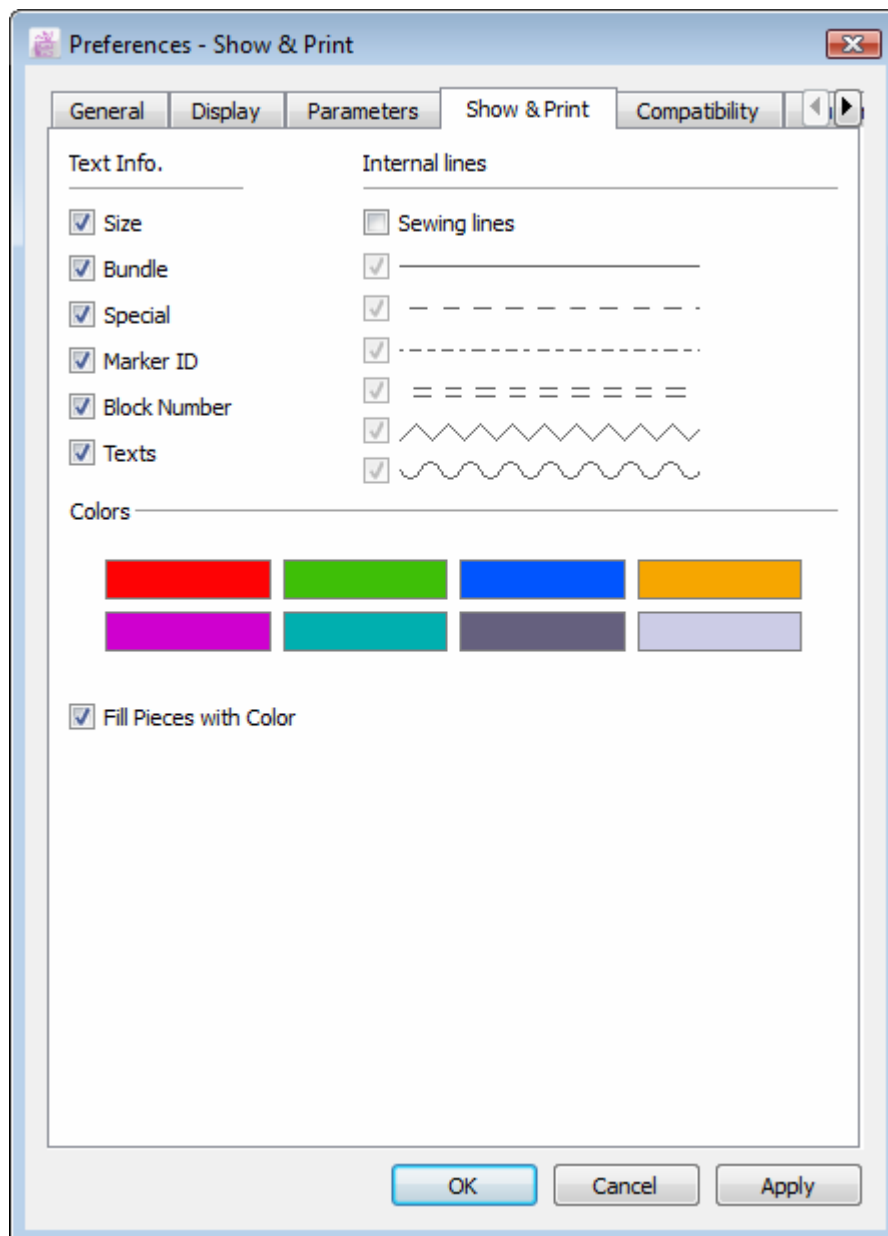 Preferences - Show & Print
General Display Parameters Show & Print Compatibility
Text Info.
Internal lines
Size
Sewing lines
Bundle
Special
Marker ID
Block Number
Texts
Colors
Fill Pieces with Color
OK Cancel Apply